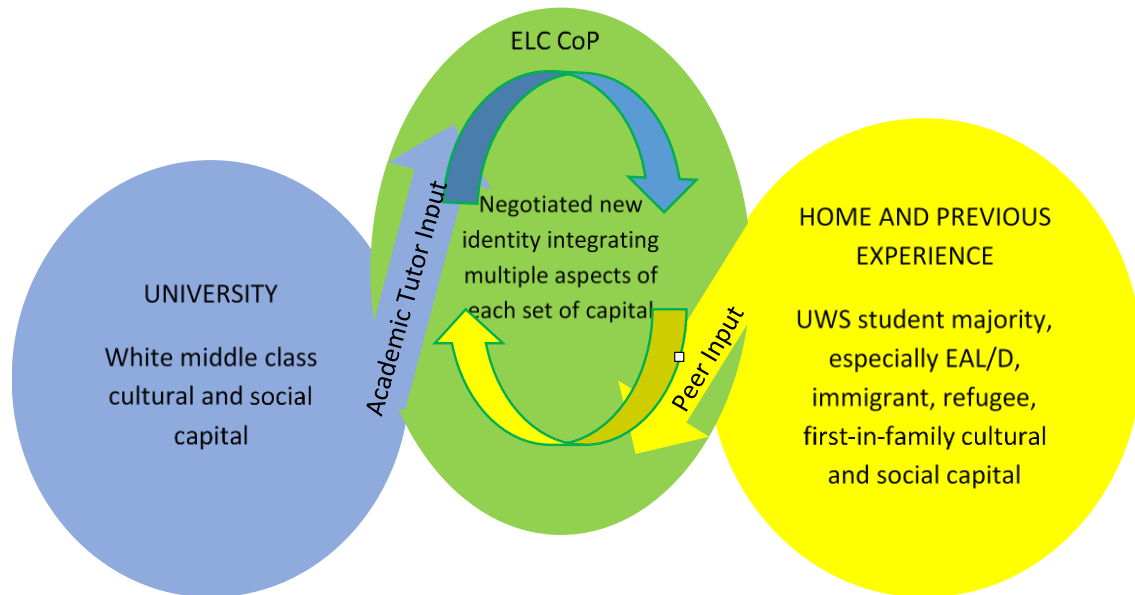 ELC CoP
UNIVERSITY
White middle class
cultural and social
capital
Academic Tutor Input
Negotiated new
identity integrating
multiple aspects of
each set of capital
Peer Input
HOME AND PREVIOUS
EXPERIENCE
UWS student majority,
especially EAL/D,
immigrant, refugee,
first-in-family cultural
and social capital